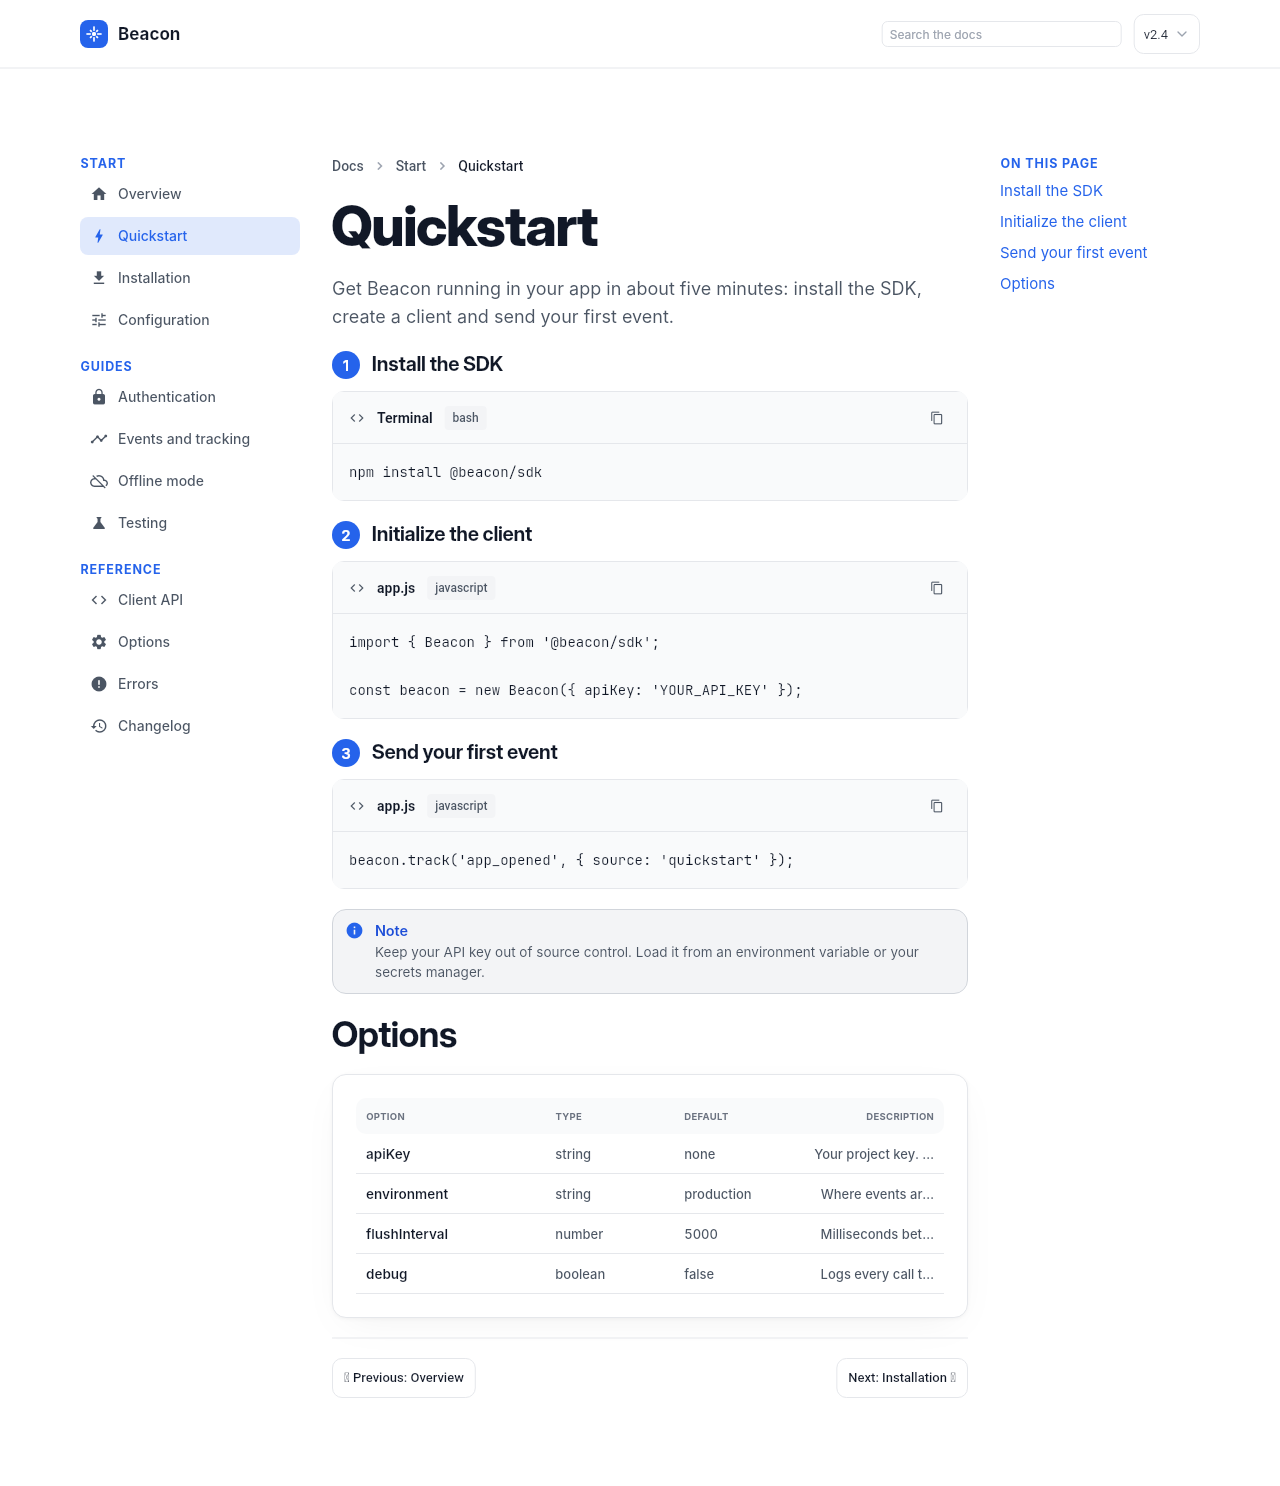 Beacon
Search the docs
v2.4
START
Overview
Quickstart
Installation
Configuration
GUIDES
Authentication
Events and tracking
Offline mode
Testing
REFERENCE
Client API
Options
Errors
Changelog
Docs > Start > Quickstart
Quickstart
Get Beacon running in your app in about five minutes: install the SDK,
create a client and send your first event.
1 Install the SDK
Terminal bash
npm install @beacon/sdk
2 Initialize the client
app.js javascript
import { Beacon } from '@beacon/sdk';
const beacon = new Beacon({ apiKey: 'YOUR_API_KEY' });
3 Send your first event
app.js javascript
beacon.track('app_opened', { source: 'quickstart' });
Note
Keep your API key out of source control. Load it from an environment variable or your
secrets manager.
Options
OPTION TYPE DEFAULT DESCRIPTION
apiKey string none Your project key. ...
environment string production Where events ar...
flushInterval number 5000 Milliseconds bet...
debug boolean false Logs every call t...
Previous: Overview
Next: Installation
ON THIS PAGE
Install the SDK
Initialize the client
Send your first event
Options